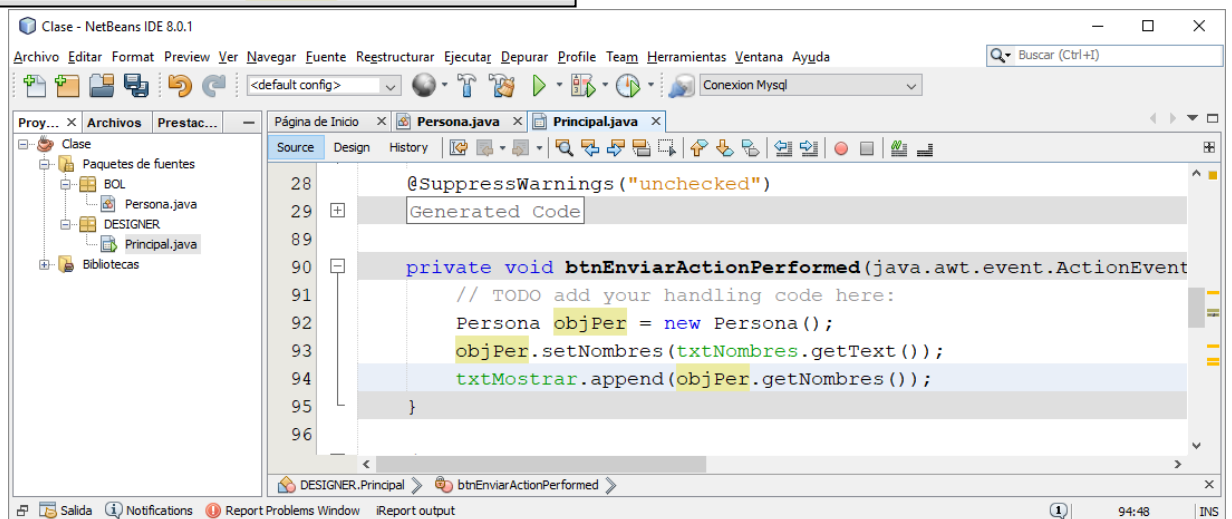 Clase - NetBeans IDE 8.0.1
Archivo Editar Format Preview Ver Navegar Fuente Reestructurar Ejecutar Depurar Profile Team Herramientas Ventana Ayuda
Buscar (Ctrl+I)
<default config>
Conexion Mysql
Proy... Archivos Prestac...
Página de Inicio Persona.java Principal.java
Source Design History
Clase
Paquetes de fuentes
BOL
Persona.java
DESIGNER
Principal.java
Bibliotecas
28 @SuppressWarnings("unchecked")
29 Generated Code
89
90 private void btnEnviarActionPerformed(java.awt.event.ActionEvent
91 // TODO add your handling code here:
92 Persona objPer = new Persona();
93 objPer.setNombres(txtNombres.getText());
94 txtMostrar.append(objPer.getNombres());
95 }
96
DESIGNER.Principal btnEnviarActionPerformed
Salida Notifications Report Problems Window iReport output
1 94:48 INS